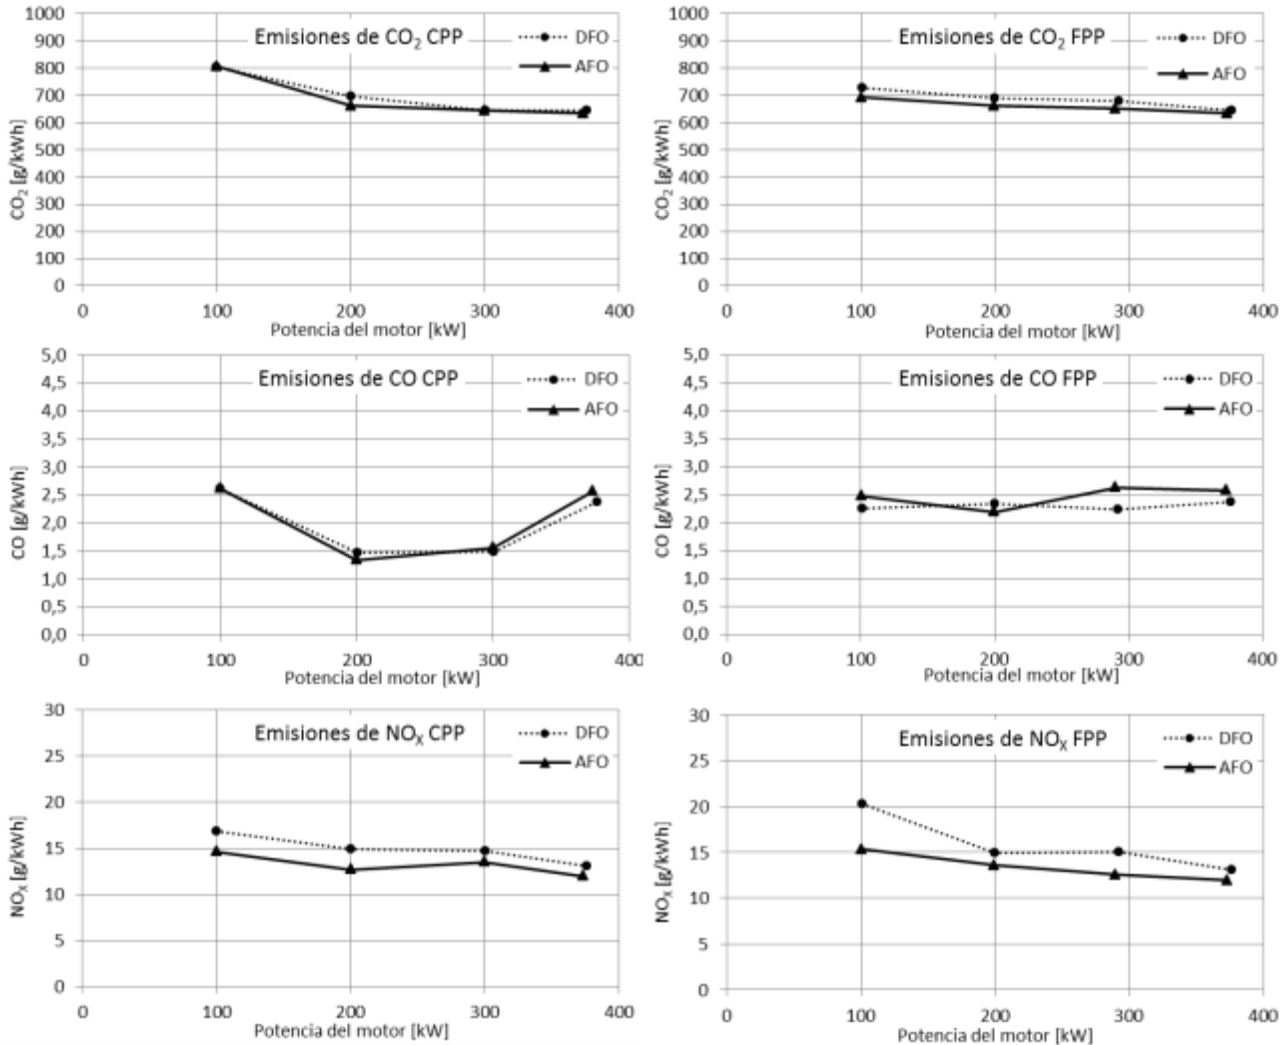 Emisiones de CO₂ CPP
DFO
AFO
1000
900
800
700
600
500
400
300
200
100
0
CO₂ [g/kWh]
0
100
200
300
400
Potencia del motor [kW]
Emisiones de CO₂ FPP
DFO
AFO
1000
900
800
700
600
500
400
300
200
100
0
CO₂ [g/kWh]
0
100
200
300
400
Potencia del motor [kW]
Emisiones de CO CPP
DFO
AFO
5,0
4,5
4,0
3,5
3,0
2,5
2,0
1,5
1,0
0,5
0,0
CO [g/kWh]
0
100
200
300
400
Potencia del motor [kW]
Emisiones de CO FPP
DFO
AFO
5,0
4,5
4,0
3,5
3,0
2,5
2,0
1,5
1,0
0,5
0,0
CO [g/kWh]
0
100
200
300
400
Potencia del motor [kW]
Emisiones de NOₓ CPP
DFO
AFO
30
25
20
15
10
5
0
NOₓ [g/kWh]
0
100
200
300
400
Potencia del motor [kW]
Emisiones de NOₓ FPP
DFO
AFO
30
25
20
15
10
5
0
NOₓ [g/kWh]
0
100
200
300
400
Potencia del motor [kW]